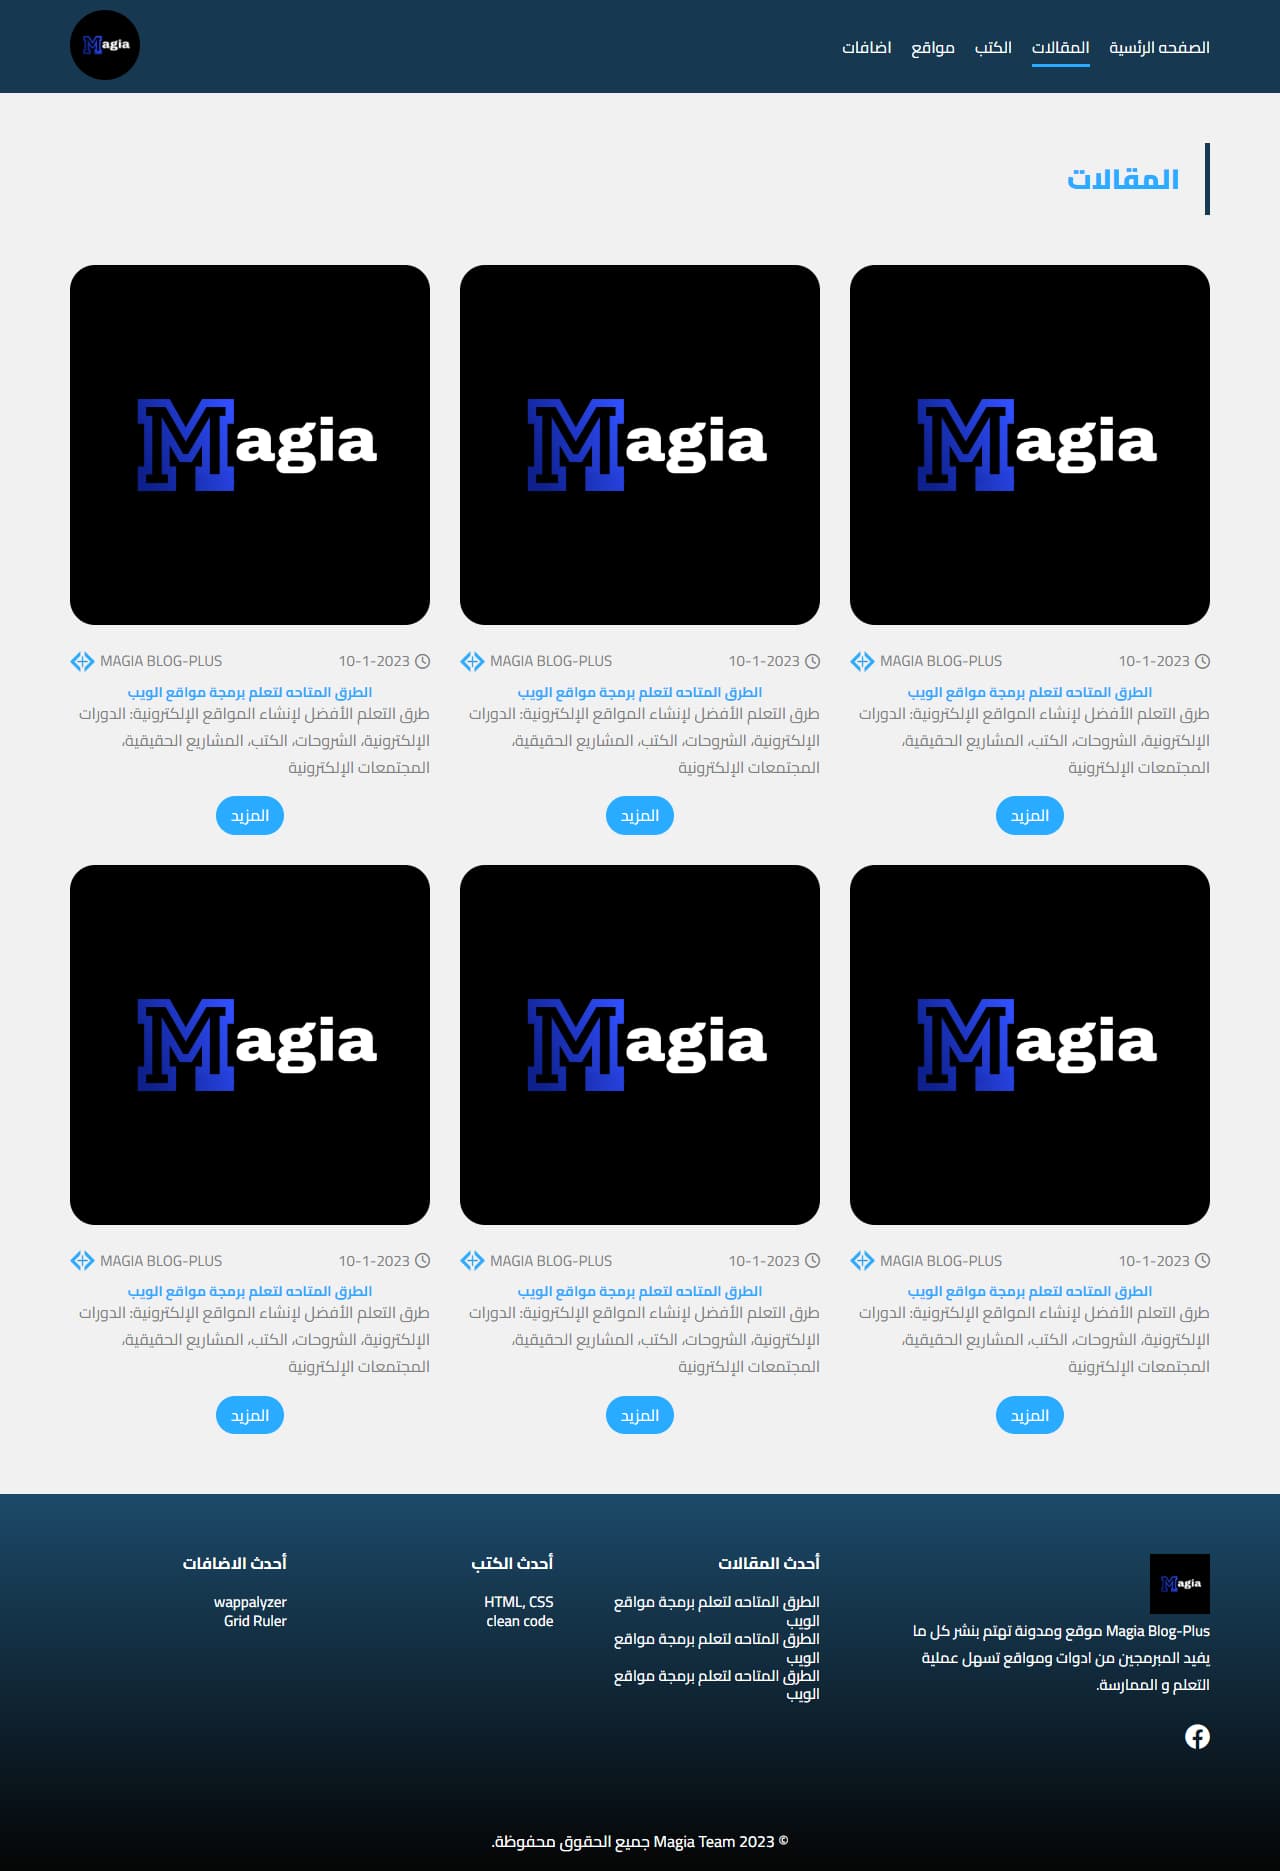 Magia
الصفحه الرئسية
المقالات
الكتب
مواقع
اضافات
المقالات
Magia
10-1-2023
MAGIA BLOG-PLUS
الطرق المتاحه لتعلم برمجة مواقع الويب
طرق التعلم الأفضل لإنشاء المواقع الإلكترونية: الدورات
الإلكترونية، الشروحات، الكتب، المشاريع الحقيقية،
المجتمعات الإلكترونية
المزيد
Magia
10-1-2023
MAGIA BLOG-PLUS
الطرق المتاحه لتعلم برمجة مواقع الويب
طرق التعلم الأفضل لإنشاء المواقع الإلكترونية: الدورات
الإلكترونية، الشروحات، الكتب، المشاريع الحقيقية،
المجتمعات الإلكترونية
المزيد
Magia
10-1-2023
MAGIA BLOG-PLUS
الطرق المتاحه لتعلم برمجة مواقع الويب
طرق التعلم الأفضل لإنشاء المواقع الإلكترونية: الدورات
الإلكترونية، الشروحات، الكتب، المشاريع الحقيقية،
المجتمعات الإلكترونية
المزيد
Magia
10-1-2023
MAGIA BLOG-PLUS
الطرق المتاحه لتعلم برمجة مواقع الويب
طرق التعلم الأفضل لإنشاء المواقع الإلكترونية: الدورات
الإلكترونية، الشروحات، الكتب، المشاريع الحقيقية،
المجتمعات الإلكترونية
المزيد
Magia
10-1-2023
MAGIA BLOG-PLUS
الطرق المتاحه لتعلم برمجة مواقع الويب
طرق التعلم الأفضل لإنشاء المواقع الإلكترونية: الدورات
الإلكترونية، الشروحات، الكتب، المشاريع الحقيقية،
المجتمعات الإلكترونية
المزيد
Magia
10-1-2023
MAGIA BLOG-PLUS
الطرق المتاحه لتعلم برمجة مواقع الويب
طرق التعلم الأفضل لإنشاء المواقع الإلكترونية: الدورات
الإلكترونية، الشروحات، الكتب، المشاريع الحقيقية،
المجتمعات الإلكترونية
المزيد
Magia
Magia Blog-Plus موقع ومدونة تهتم بنشر كل ما
يفيد المبرمجين من ادوات ومواقع تسهل عملية
التعلم و الممارسة.
أحدث المقالات
الطرق المتاحه لتعلم برمجة مواقع
الويب
الطرق المتاحه لتعلم برمجة مواقع
الويب
الطرق المتاحه لتعلم برمجة مواقع
الويب
أحدث الكتب
HTML, CSS
clean code
أحدث الاضافات
wappalyzer
Grid Ruler
© 2023 Magia Team جميع الحقوق محفوظة.